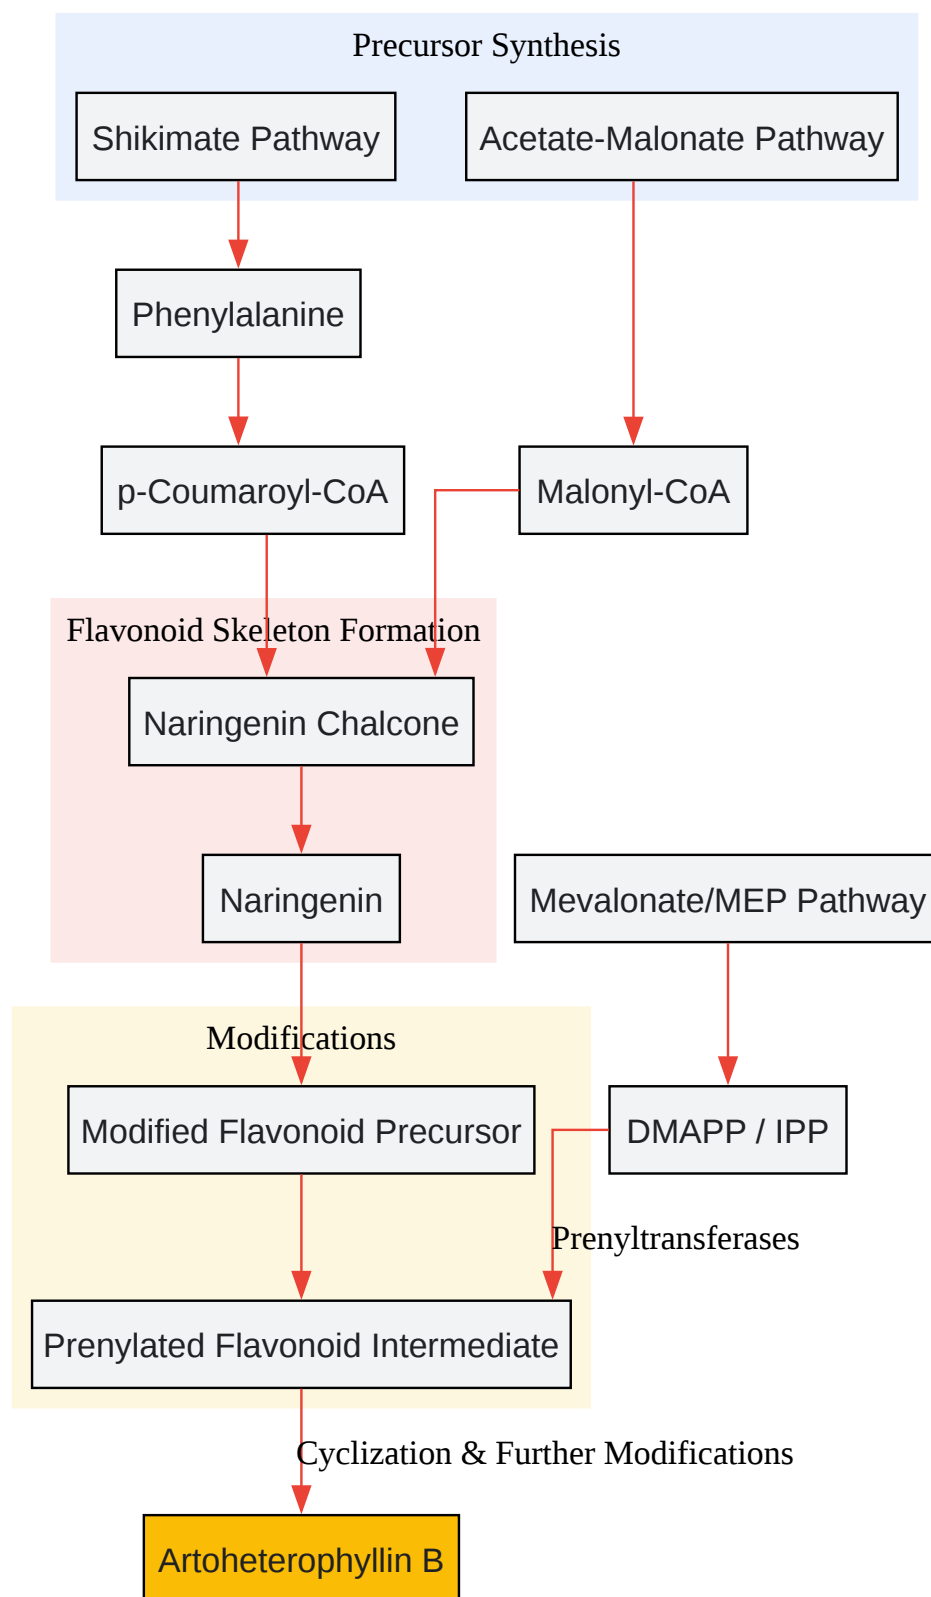 Precursor Synthesis
Shikimate Pathway
Acetate-Malonate Pathway
Phenylalanine
p-Coumaroyl-CoA
Malonyl-CoA
Flavonoid Skeleton Formation
Naringenin Chalcone
Naringenin
Mevalonate/MEP Pathway
Modifications
Modified Flavonoid Precursor
DMAPP / IPP
Prenyltransferases
Prenylated Flavonoid Intermediate
Cyclization & Further Modifications
Artoheterophyllin B